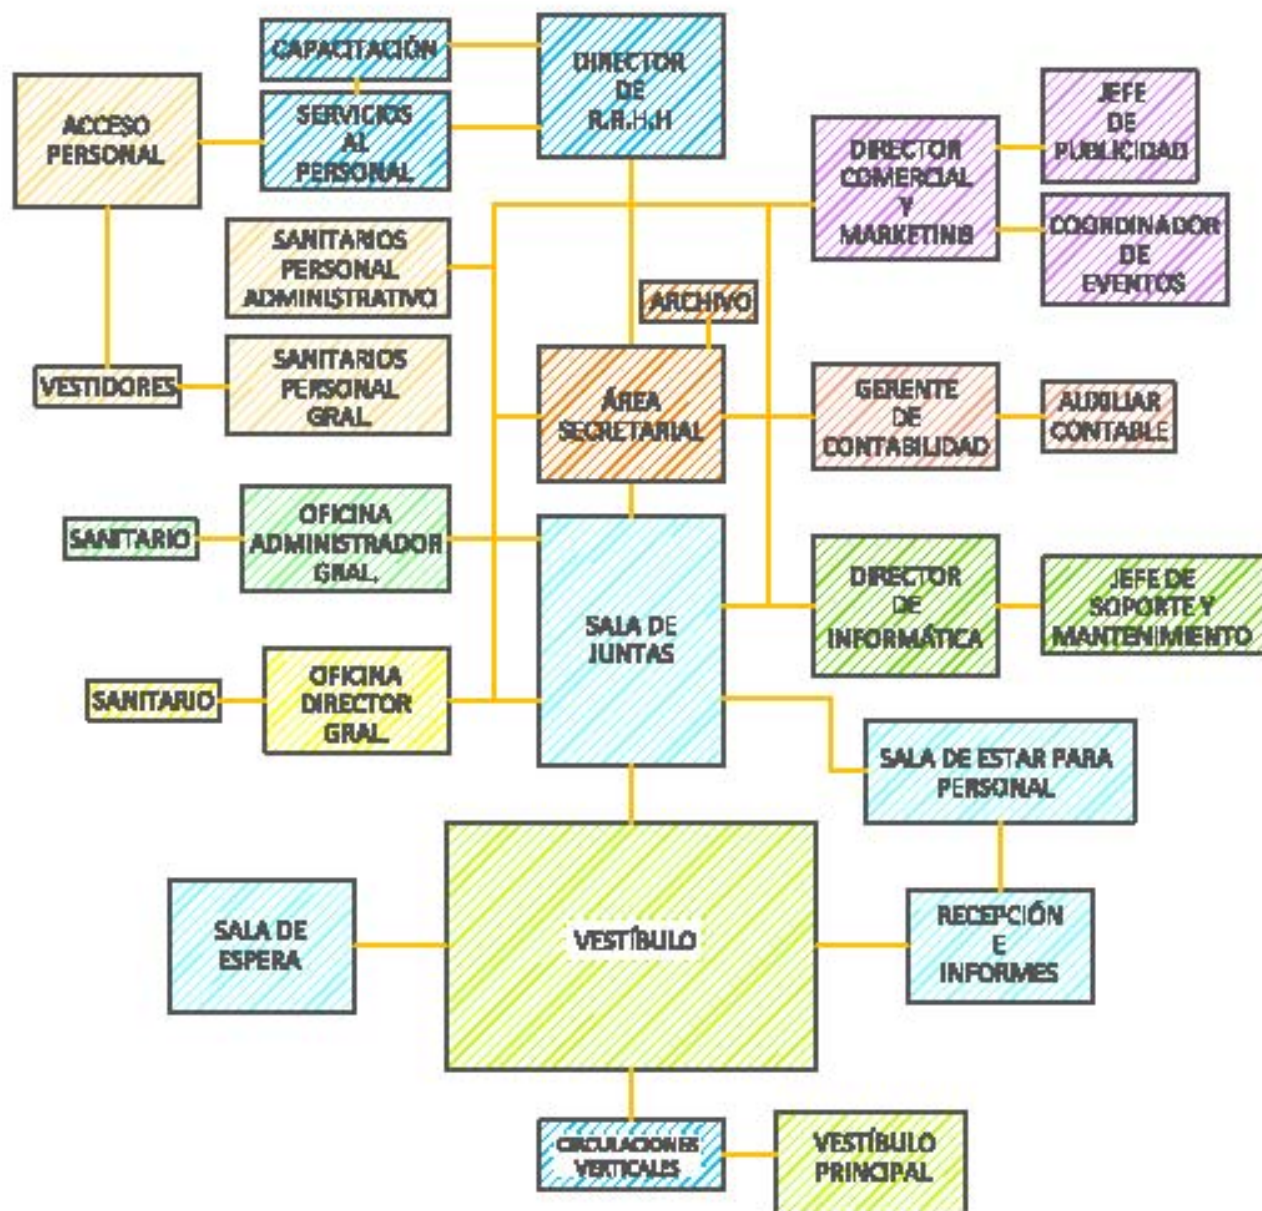 CAPACITACIÓN
DIRECTOR
DE
R.R.H.H
SERVICIOS
AL
PERSONAL
ACCESO
PERSONAL
JEFE
DE
PUBLICIDAD
DIRECTOR
COMERCIAL
Y
MARKETING
COORDINADOR
DE
EVENTOS
SANITARIOS
PERSONAL
ADMINISTRATIVO
ARCHIVO
SANITARIOS
PERSONAL
GRAL.
VESTIDORES
ÁREA
SECRETARIAL
GERENTE
DE
CONTABILIDAD
AUXILIAR
CONTABLE
SANITARIO
OFICINA
ADMINISTRADOR
GRAL.
SALA DE
JUNTAS
DIRECTOR
DE
INFORMÁTICA
JEFE DE
SOPORTE Y
MANTENIMIENTO
SANITARIO
OFICINA
DIRECTOR
GRAL.
SALA DE ESTAR PARA
PERSONAL
SALA DE
ESPERA
VESTÍBULO
RECEPCIÓN
E
INFORMES
CIRCULACIONES
VERTICALES
VESTÍBULO
PRINCIPAL